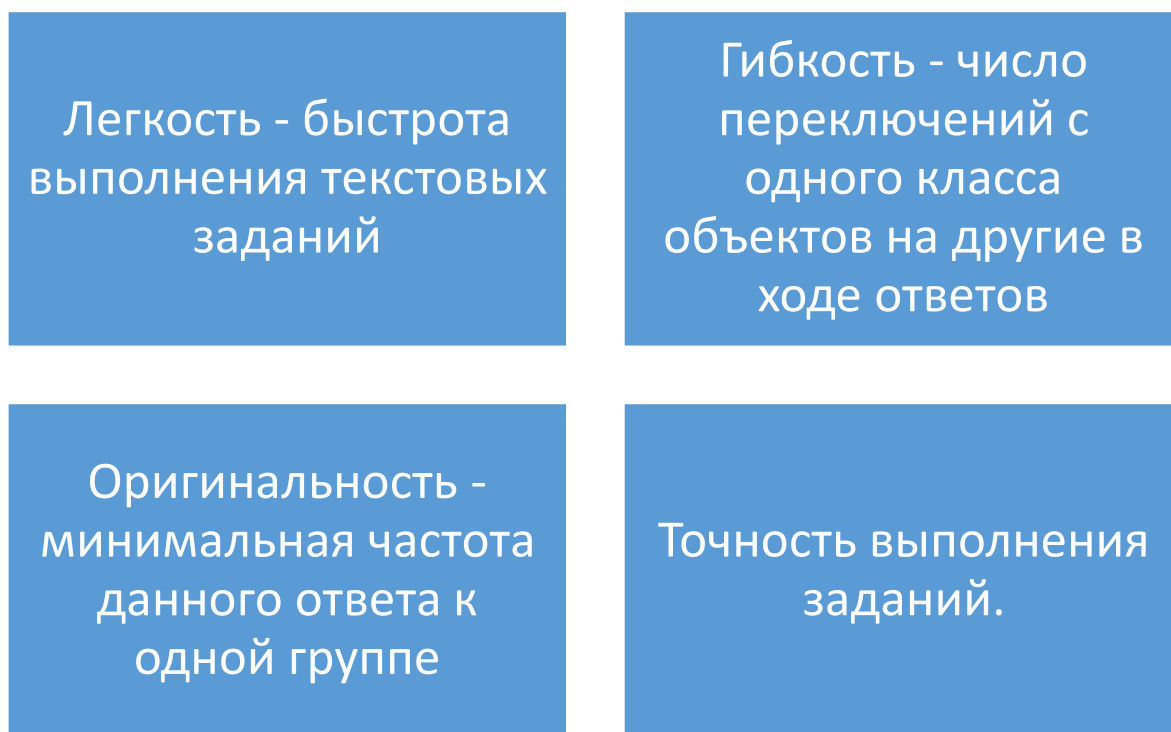 Легкость - быстрота
выполнения текстовых
заданий
Гибкость - число
переключений с
одного класса
объектов на другие в
ходе ответов
Оригинальность -
минимальная частота
данного ответа к
одной группе
Точность выполнения
заданий.